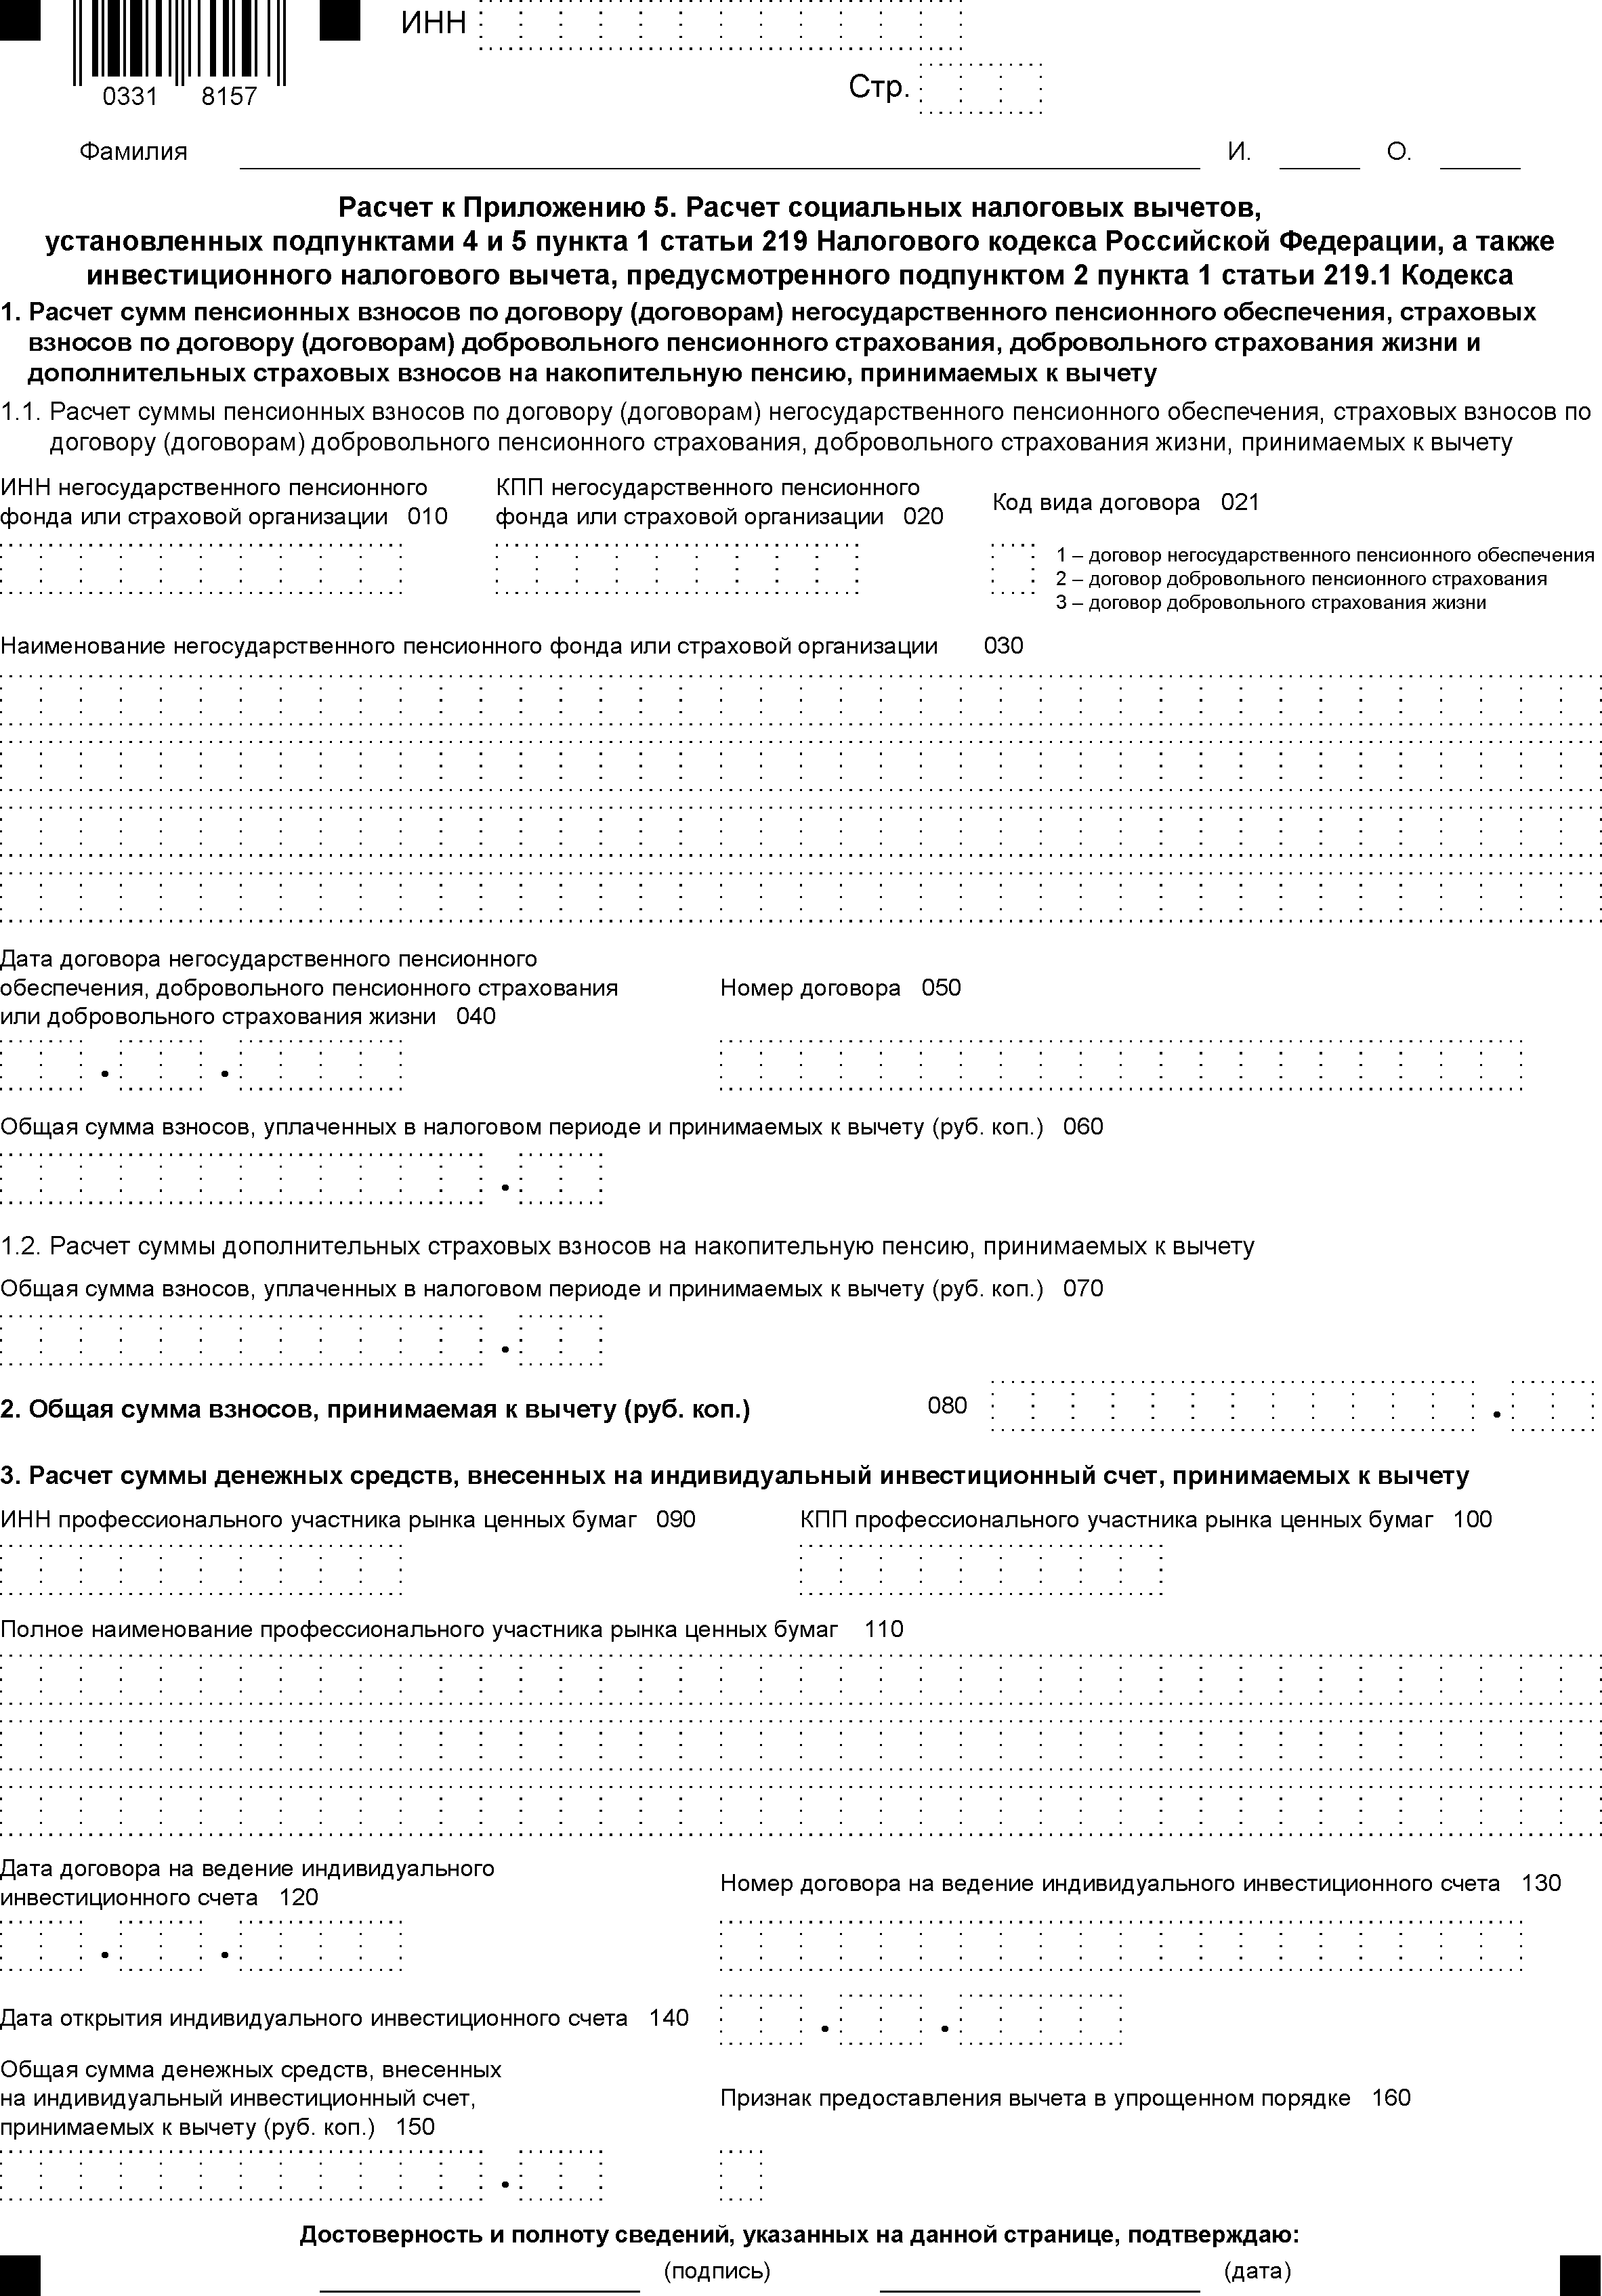 ИНН
Стр.
0331 8157
Фамилия И. О.
Расчет к Приложению 5. Расчет социальных налоговых вычетов,
установленных подпунктами 4 и 5 пункта 1 статьи 219 Налогового кодекса Российской Федерации, а также
инвестиционного налогового вычета, предусмотренного подпунктом 2 пункта 1 статьи 219.1 Кодекса
1. Расчет сумм пенсионных взносов по договору (договорам) негосударственного пенсионного обеспечения, страховых
взносов по договору (договорам) добровольного пенсионного страхования, добровольного страхования жизни и
дополнительных страховых взносов на накопительную пенсию, принимаемых к вычету
1.1. Расчет суммы пенсионных взносов по договору (договорам) негосударственного пенсионного обеспечения, страховых взносов по
договору (договорам) добровольного пенсионного страхования, добровольного страхования жизни, принимаемых к вычету
ИНН негосударственного пенсионного
фонда или страховой организации 010
КПП негосударственного пенсионного
фонда или страховой организации 020
Код вида договора 021
1 – договор негосударственного пенсионного обеспечения
2 – договор добровольного пенсионного страхования
3 – договор добровольного страхования жизни
Наименование негосударственного пенсионного фонда или страховой организации 030
Дата договора негосударственного пенсионного
обеспечения, добровольного пенсионного страхования
или добровольного страхования жизни 040
Номер договора 050
Общая сумма взносов, уплаченных в налоговом периоде и принимаемых к вычету (руб. коп.) 060
1.2. Расчет суммы дополнительных страховых взносов на накопительную пенсию, принимаемых к вычету
Общая сумма взносов, уплаченных в налоговом периоде и принимаемых к вычету (руб. коп.) 070
2. Общая сумма взносов, принимаемая к вычету (руб. коп.) 080
3. Расчет суммы денежных средств, внесенных на индивидуальный инвестиционный счет, принимаемых к вычету
ИНН профессионального участника рынка ценных бумаг 090
КПП профессионального участника рынка ценных бумаг 100
Полное наименование профессионального участника рынка ценных бумаг 110
Дата договора на ведение индивидуального
инвестиционного счета 120
Номер договора на ведение индивидуального инвестиционного счета 130
Дата открытия индивидуального инвестиционного счета 140
Общая сумма денежных средств, внесенных
на индивидуальный инвестиционный счет,
принимаемых к вычету (руб. коп.) 150
Признак предоставления вычета в упрощенном порядке 160
Достоверность и полноту сведений, указанных на данной странице, подтверждаю:
(подпись) (дата)